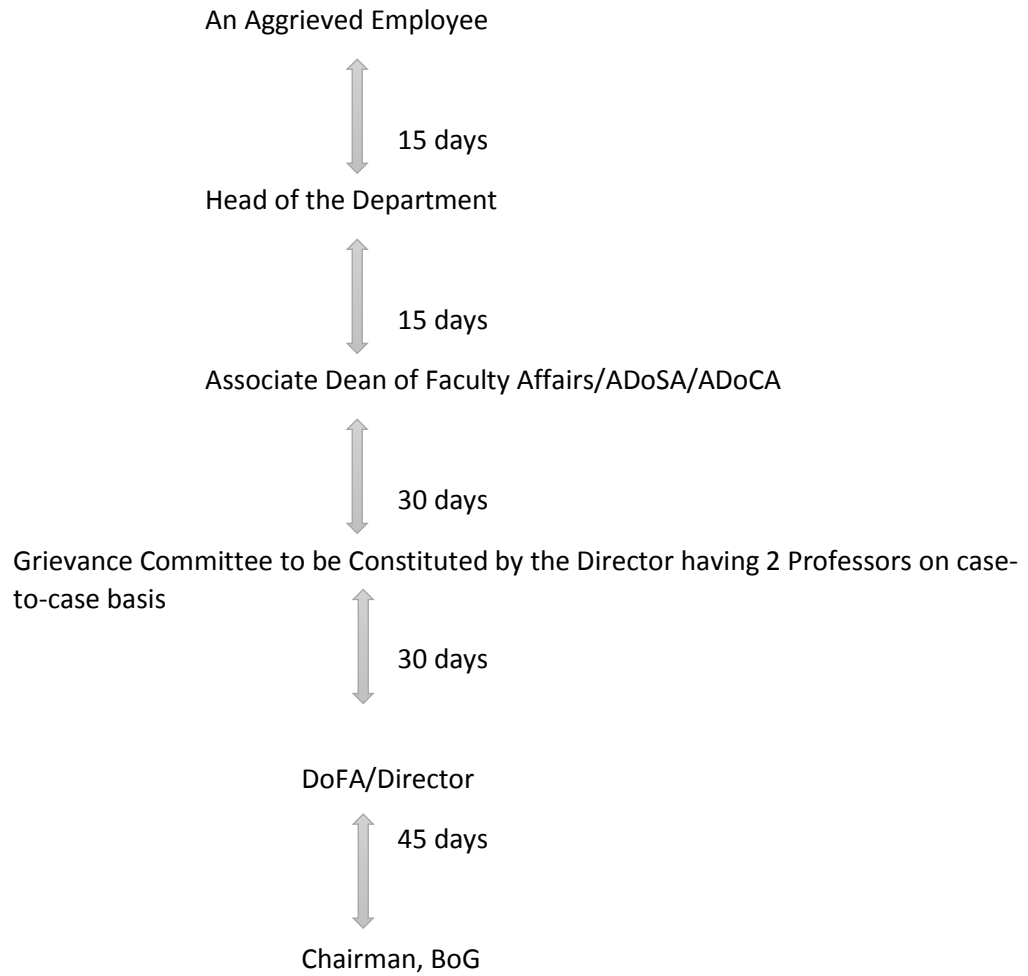 An Aggrieved Employee
15 days
Head of the Department
15 days
Associate Dean of Faculty Affairs/ADoSA/ADoCA
30 days
Grievance Committee to be Constituted by the Director having 2 Professors on case-
to-case basis
30 days
DoFA/Director
45 days
Chairman, BoG